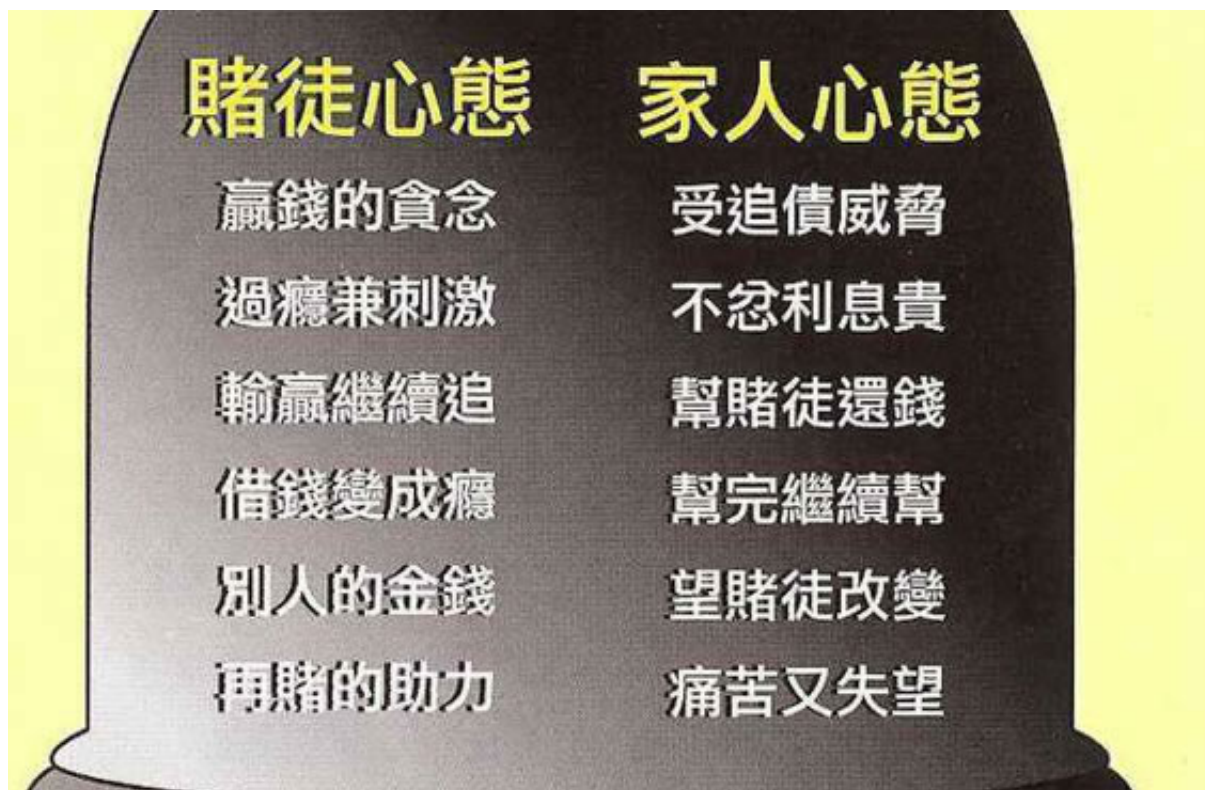 賭徒心態
贏錢的貪念
過癮兼刺激
輸贏繼續追
借錢變成癮
別人的金錢
再賭的助力
家人心態
受追債威脅
不忿利息貴
幫賭徒還錢
幫完繼續幫
望賭徒改變
痛苦又失望